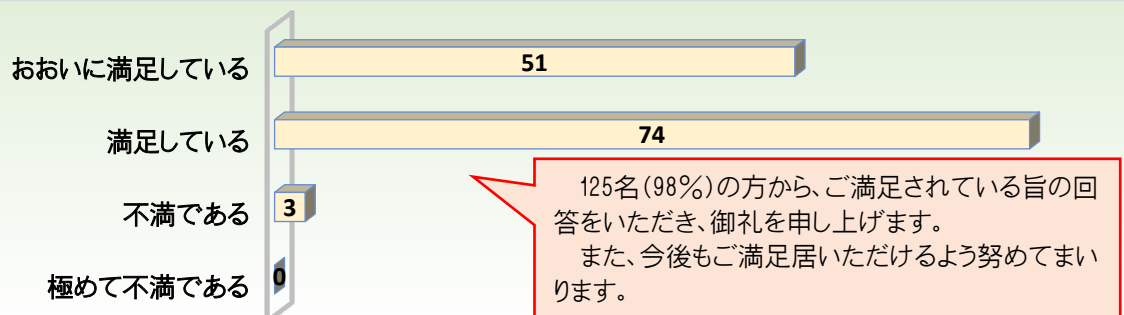 おおいに満足している 51
満足している 74
不満である 3
極めて不満である 0
125名(98%)の方から、ご満足されている旨の回
答をいただき、御礼を申し上げます。
また、今後もご満足居いただけるよう努めてまい
ります。